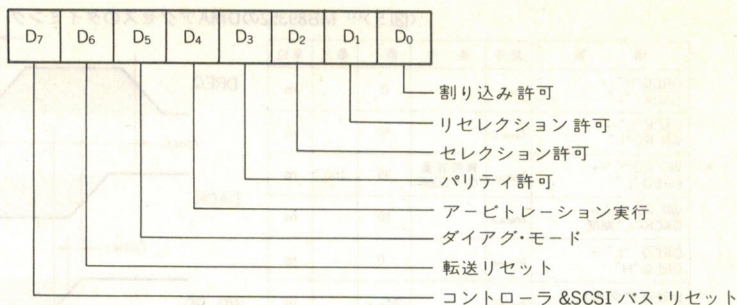 D7 D6 D5 D4 D3 D2 D1 D0
割り込み許可
リセレクション許可
セレクション許可
パリティ許可
アービトレーション実行
ダイアグ・モード
転送リセット
コントローラ&SCSIバス・リセット